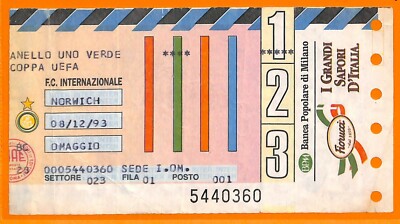 ANELLO UNO VERDE
COPPA UEFA
F.C. INTERNAZIONALE
NORWICH
08/12/93
OMAGGIO
0005440360 SEDE I.OM.
SETTORE 023 FILA 01 POSTO 001
5440360
****
****
1
2
3
Banca Popolare di Milano
I GRANDI
SAPORI
D'ITALIA
Fiorucci